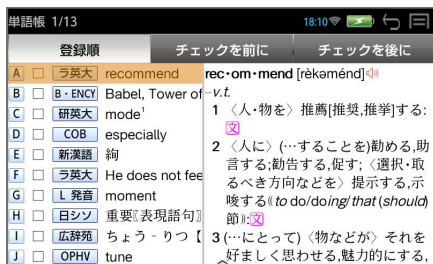 単語帳 1/13 18:10
登録順 チェックを前に チェックを後に
A ラ英大 recommend
B B・ENCY Babel, Tower of
C 研英大 mode¹
D COB especially
E 新漢語 絢
F ラ英大 He does not fee
G L 発音 moment
H 日シソ 重要〖表現語句〗
I 広辞苑 ちょう‐りつ【
J OPHV tune
rec·om·mend [rèkəménd]
v.t.
1 〈人・物を〉推薦[推奨,推挙]する:
文
2 〈人に〉(…することを)勧める,助
言する;勧告する,促す;〈選択・取
るべき方向などを〉提示する,示
唆する《to do/doing/that (should)
節》:文
3 (…にとって)〈物などが〉それを
好ましく思わせる,魅力的にする,